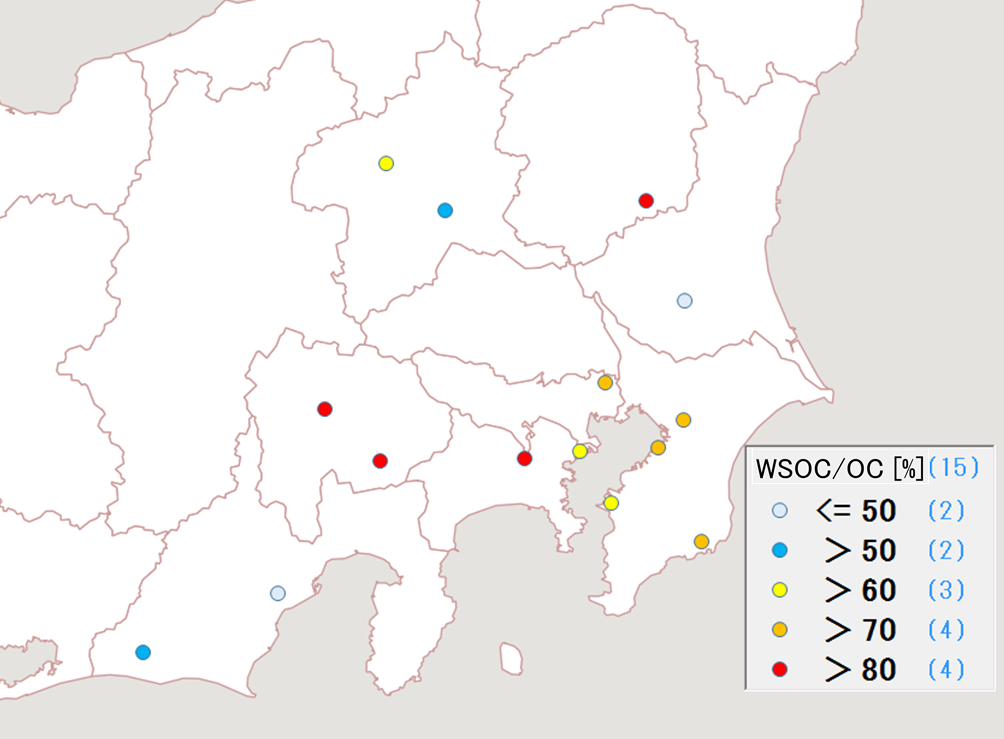 WSOC/OC [%](15)
<= 50 (2)
> 50 (2)
> 60 (3)
> 70 (4)
> 80 (4)